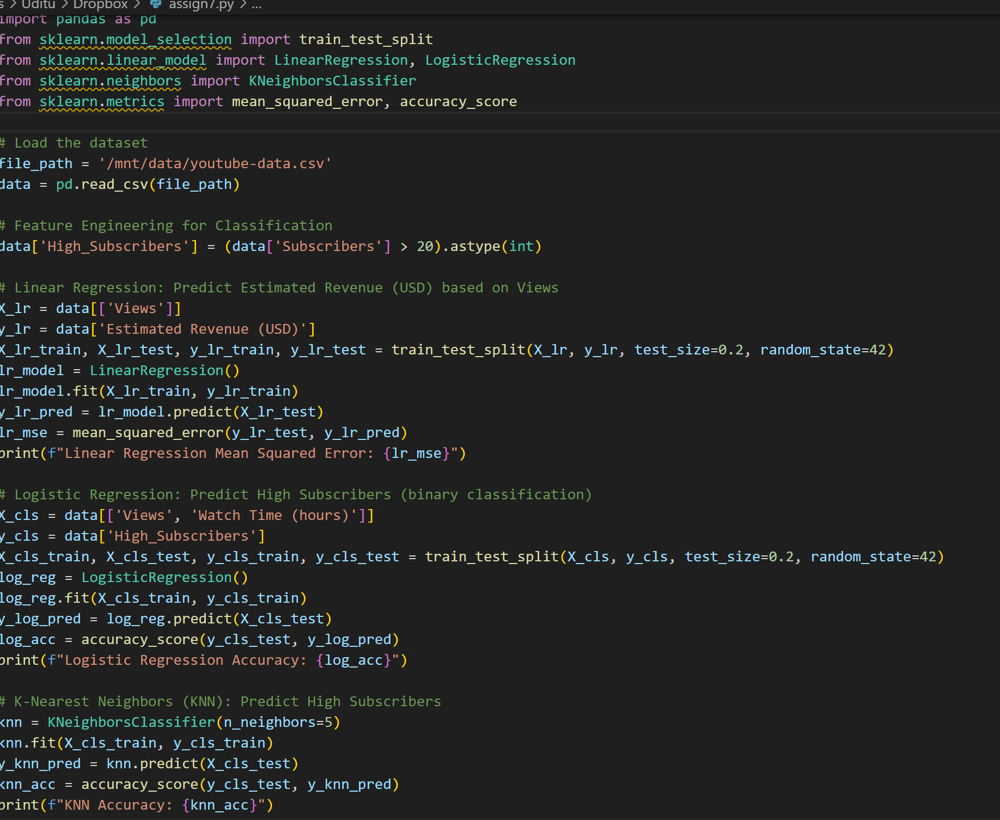 s > Uditu > Dropbox > assign7.py > ...
import pandas as pd
from sklearn.model_selection import train_test_split
from sklearn.linear_model import LinearRegression, LogisticRegression
from sklearn.neighbors import KNeighborsClassifier
from sklearn.metrics import mean_squared_error, accuracy_score
# Load the dataset
file_path = '/mnt/data/youtube-data.csv'
data = pd.read_csv(file_path)
# Feature Engineering for Classification
data['High_Subscribers'] = (data['Subscribers'] > 20).astype(int)
# Linear Regression: Predict Estimated Revenue (USD) based on Views
X_lr = data[['Views']]
y_lr = data['Estimated Revenue (USD)']
X_lr_train, X_lr_test, y_lr_train, y_lr_test = train_test_split(X_lr, y_lr, test_size=0.2, random_state=42)
lr_model = LinearRegression()
lr_model.fit(X_lr_train, y_lr_train)
y_lr_pred = lr_model.predict(X_lr_test)
lr_mse = mean_squared_error(y_lr_test, y_lr_pred)
print(f"Linear Regression Mean Squared Error: {lr_mse}")
# Logistic Regression: Predict High Subscribers (binary classification)
X_cls = data[['Views', 'Watch Time (hours)']]
y_cls = data['High_Subscribers']
X_cls_train, X_cls_test, y_cls_train, y_cls_test = train_test_split(X_cls, y_cls, test_size=0.2, random_state=42)
log_reg = LogisticRegression()
log_reg.fit(X_cls_train, y_cls_train)
y_log_pred = log_reg.predict(X_cls_test)
log_acc = accuracy_score(y_cls_test, y_log_pred)
print(f"Logistic Regression Accuracy: {log_acc}")
# K-Nearest Neighbors (KNN): Predict High Subscribers
knn = KNeighborsClassifier(n_neighbors=5)
knn.fit(X_cls_train, y_cls_train)
y_knn_pred = knn.predict(X_cls_test)
knn_acc = accuracy_score(y_cls_test, y_knn_pred)
print(f"KNN Accuracy: {knn_acc}")